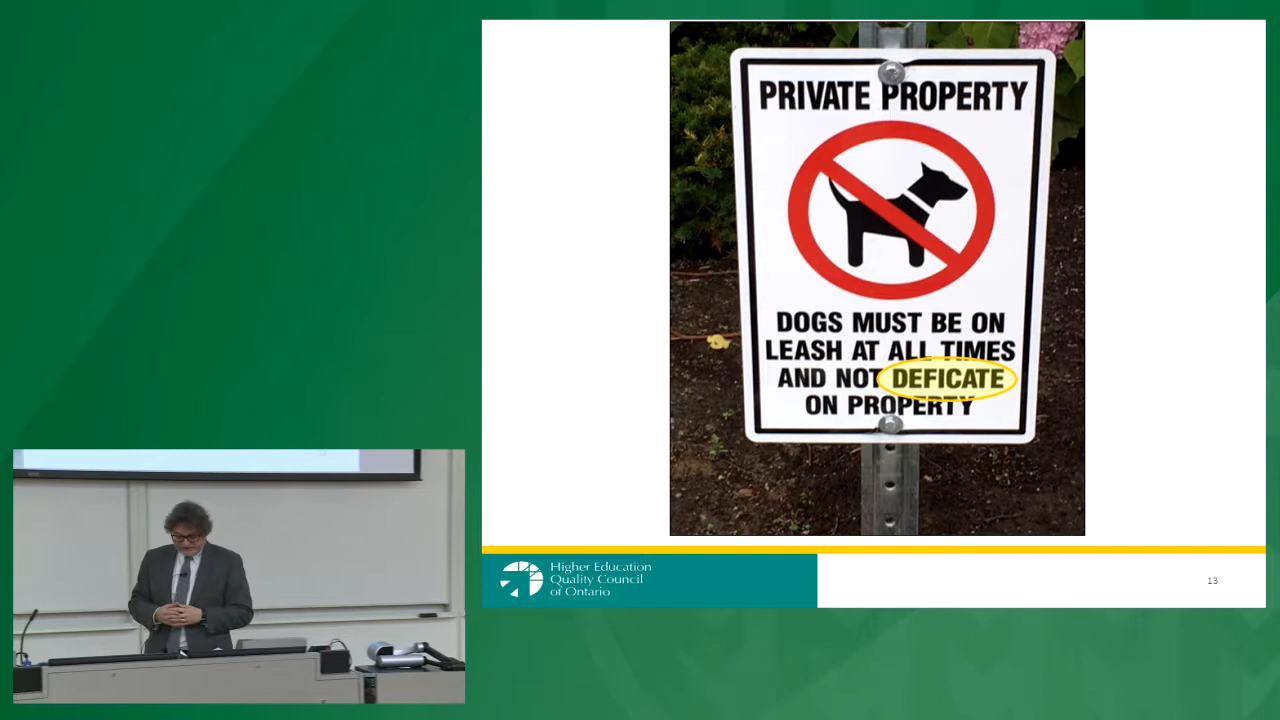 PRIVATE PROPERTY
DOGS MUST BE ON
LEASH AT ALL TIMES
AND NOT DEFICATE
ON PROPERTY
Higher Education
Quality Council
of Ontario
13